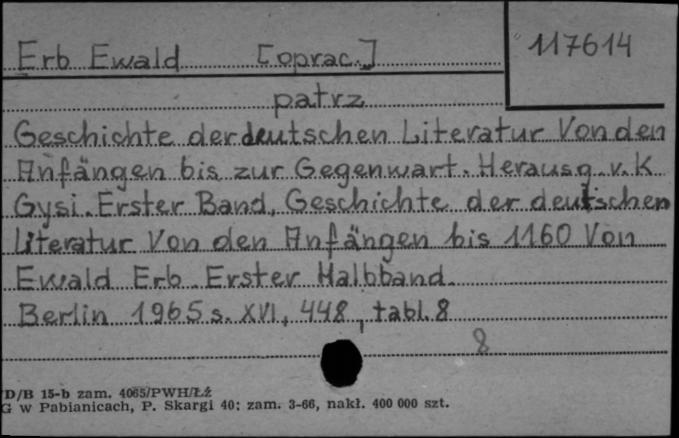 Erb Ewald [oprac.]
117614
patrz
Geschichte der deutschen Literatur Von den
Anfängen bis zur Gegenwart. Herausg. v. K
Gysi. Erster Band, Geschichte der deutschen
Literatur Von den Anfängen bis 1160 Von
Ewald Erb. Erster Halbband.
Berlin 1965 s. XVI, 448, tabl. 8
8
D/B 15-b zam. 4065/PWH/Łź
G w Pabianicach, P. Skargi 40; zam. 3-66, nakł. 400 000 szt.